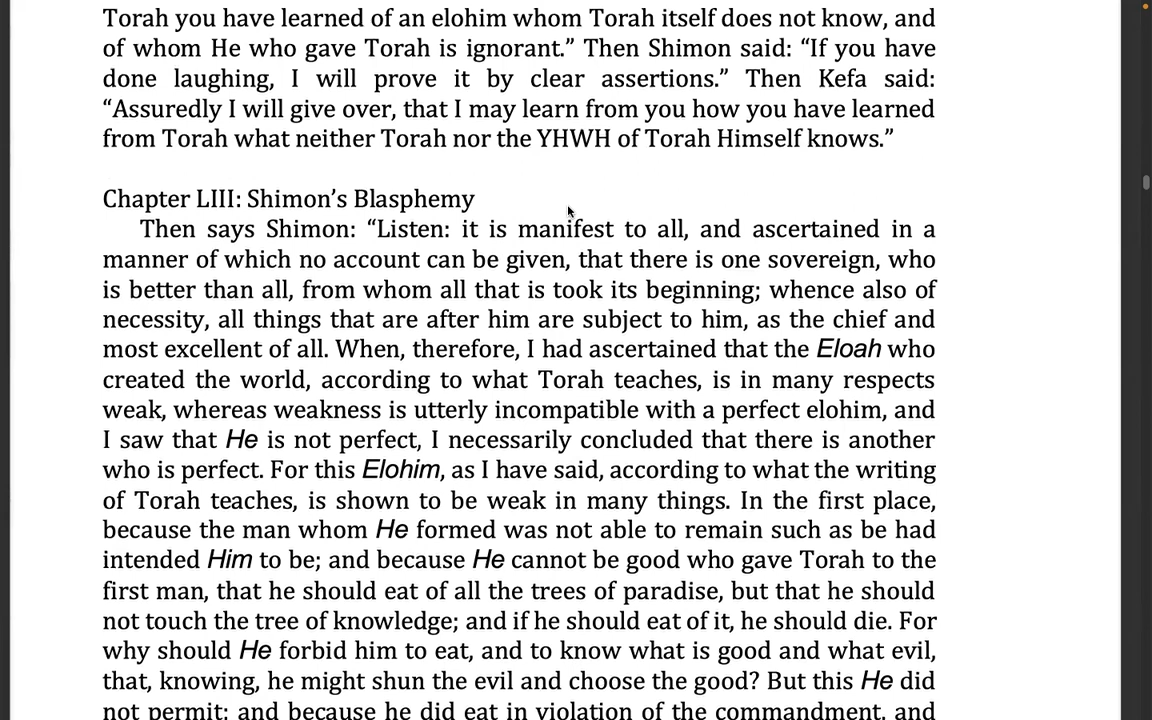 Torah you have learned of an elohim whom Torah itself does not know, and
of whom He who gave Torah is ignorant.” Then Shimon said: “If you have
done laughing, I will prove it by clear assertions.” Then Kefa said:
“Assuredly I will give over, that I may learn from you how you have learned
from Torah what neither Torah nor the YHWH of Torah Himself knows.”
Chapter LIII: Shimon’s Blasphemy
Then says Shimon: “Listen: it is manifest to all, and ascertained in a
manner of which no account can be given, that there is one sovereign, who
is better than all, from whom all that is took its beginning; whence also of
necessity, all things that are after him are subject to him, as the chief and
most excellent of all. When, therefore, I had ascertained that the Eloah who
created the world, according to what Torah teaches, is in many respects
weak, whereas weakness is utterly incompatible with a perfect elohim, and
I saw that He is not perfect, I necessarily concluded that there is another
who is perfect. For this Elohim, as I have said, according to what the writing
of Torah teaches, is shown to be weak in many things. In the first place,
because the man whom He formed was not able to remain such as be had
intended Him to be; and because He cannot be good who gave Torah to the
first man, that he should eat of all the trees of paradise, but that he should
not touch the tree of knowledge; and if he should eat of it, he should die. For
why should He forbid him to eat, and to know what is good and what evil,
that, knowing, he might shun the evil and choose the good? But this He did
not permit; and because he did eat in violation of the commandment, and